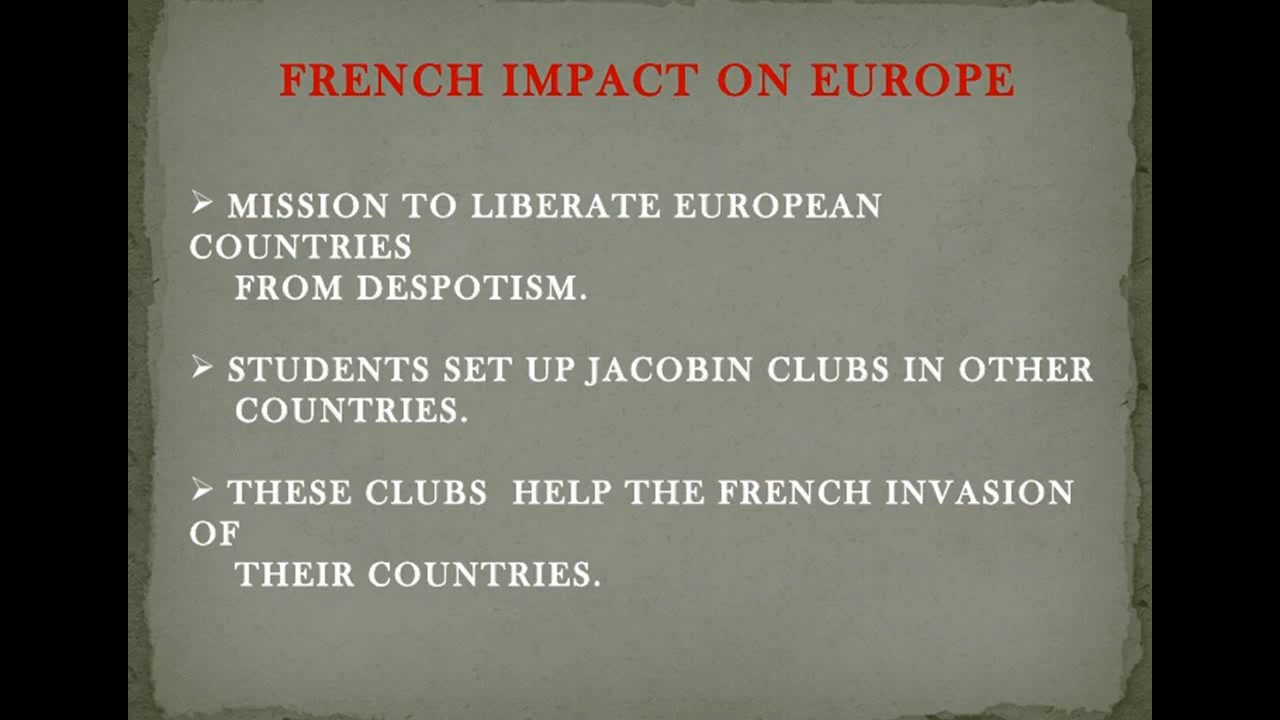 FRENCH IMPACT ON EUROPE
➢ MISSION TO LIBERATE EUROPEAN
COUNTRIES
FROM DESPOTISM.
➢ STUDENTS SET UP JACOBIN CLUBS IN OTHER
COUNTRIES.
➢ THESE CLUBS HELP THE FRENCH INVASION
OF
THEIR COUNTRIES.